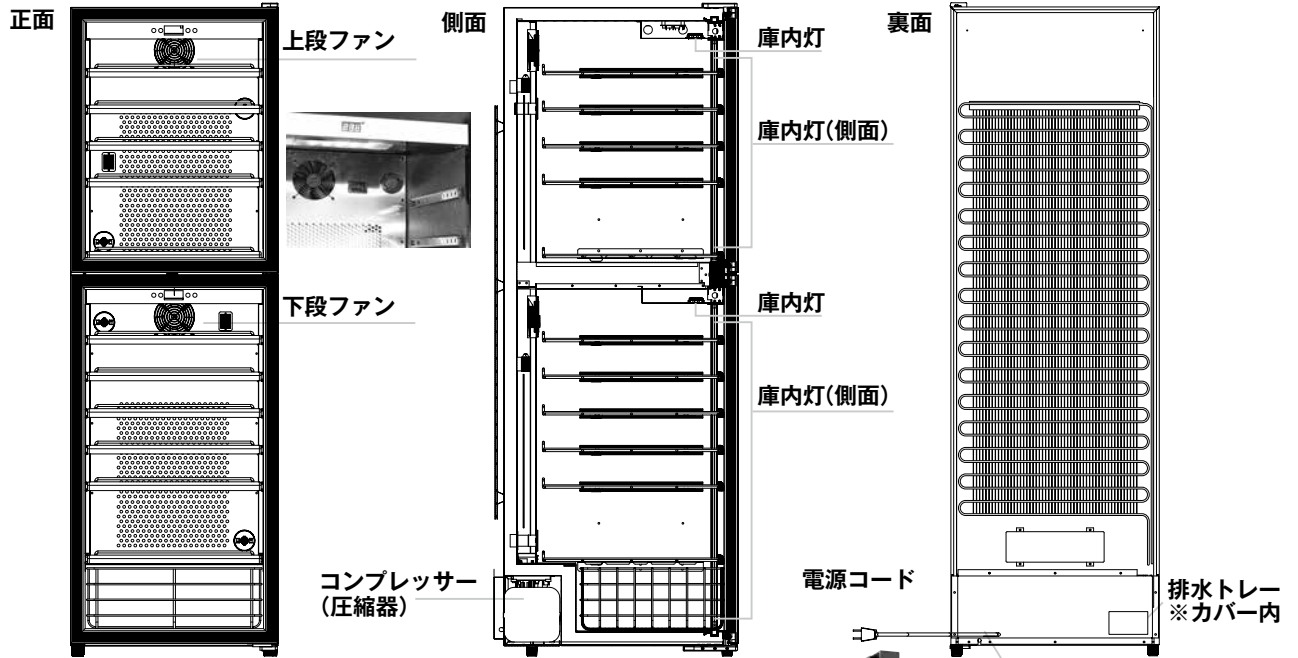 正面
側面
裏面
上段ファン
庫内灯
庫内灯(側面)
下段ファン
庫内灯
庫内灯(側面)
コンプレッサー
(圧縮器)
電源コード
排水トレー
※カバー内